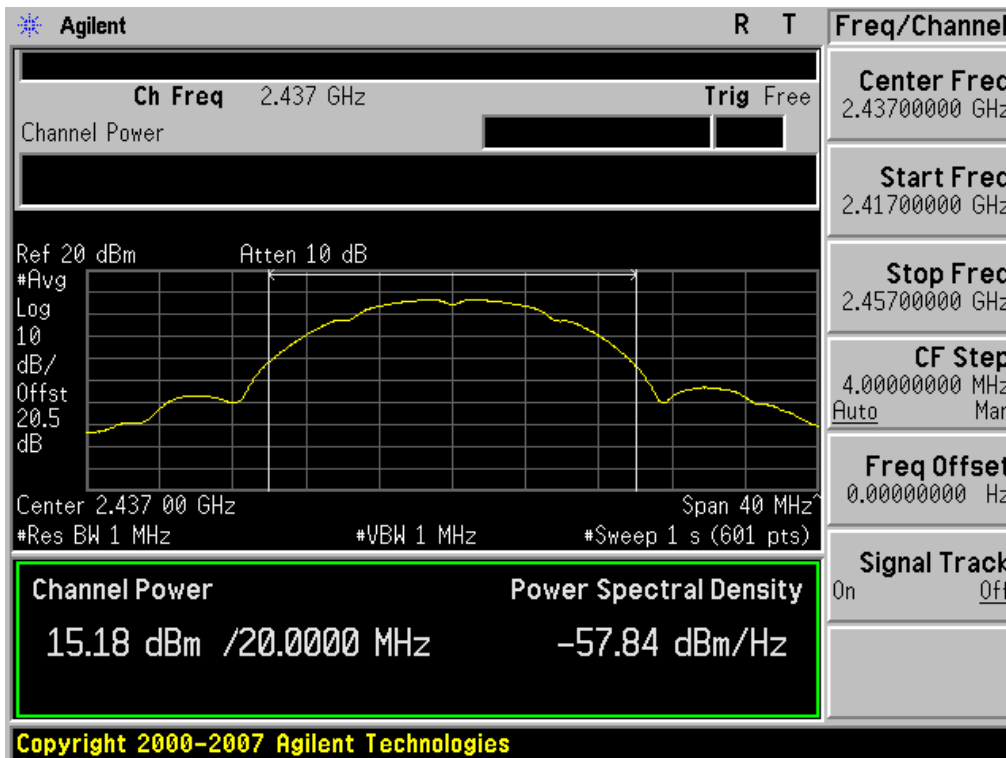 Agilent R T Freq/Channel
Ch Freq 2.437 GHz Trig Free
Channel Power
Center Freq
2.43700000 GHz
Start Freq
2.41700000 GHz
Stop Freq
2.45700000 GHz
CF Step
4.00000000 MHz
Auto Man
Freq Offset
0.00000000 Hz
Signal Track
On Off
Ref 20 dBm Atten 10 dB
#Avg
Log
10
dB/
Offst
20.5
dB
Center 2.437 00 GHz Span 40 MHz^
#Res BW 1 MHz #VBW 1 MHz #Sweep 1 s (601 pts)
Channel Power Power Spectral Density
15.18 dBm /20.0000 MHz -57.84 dBm/Hz
Copyright 2000-2007 Agilent Technologies